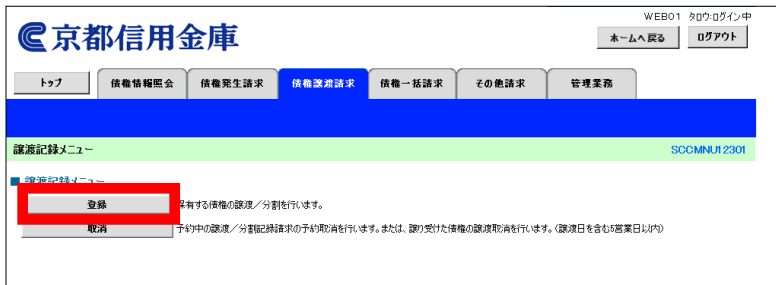 WEB01 タロウ:ログイン中
京都信用金庫
ホームへ戻る ログアウト
トップ 債権情報照会 債権発生請求 債権譲渡請求 債権一括請求 その他請求 管理業務
譲渡記録メニュー SCCMNU12301
■ 譲渡記録メニュー
登録 保有する債権の譲渡／分割を行います。
取消 予約中の譲渡／分割記録請求の予約取消を行います。または、譲り受けた債権の譲渡取消を行います。(譲渡日を含む5営業日以内)